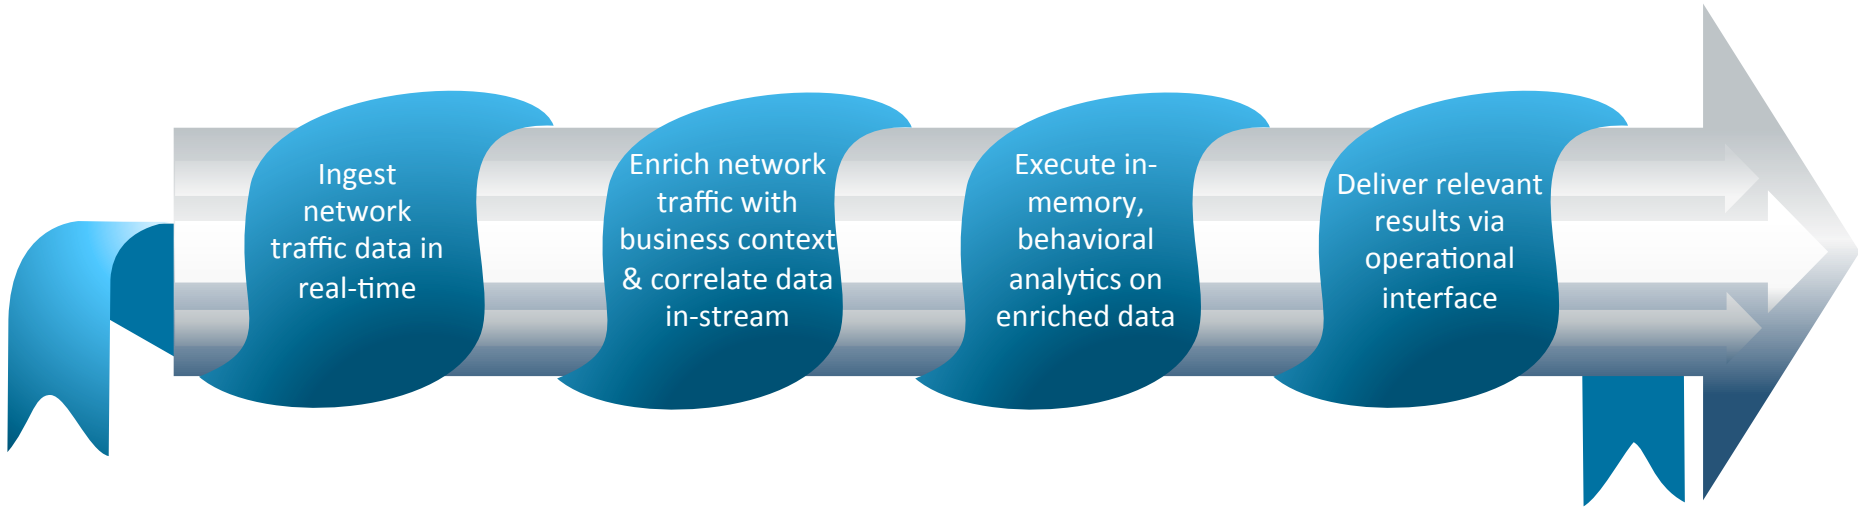 Ingest
network
traffic data in
real-time
Enrich network
traffic with
business context
& correlate data
in-stream
Execute in-
memory,
behavioral
analytics on
enriched data
Deliver relevant
results via
operational
interface